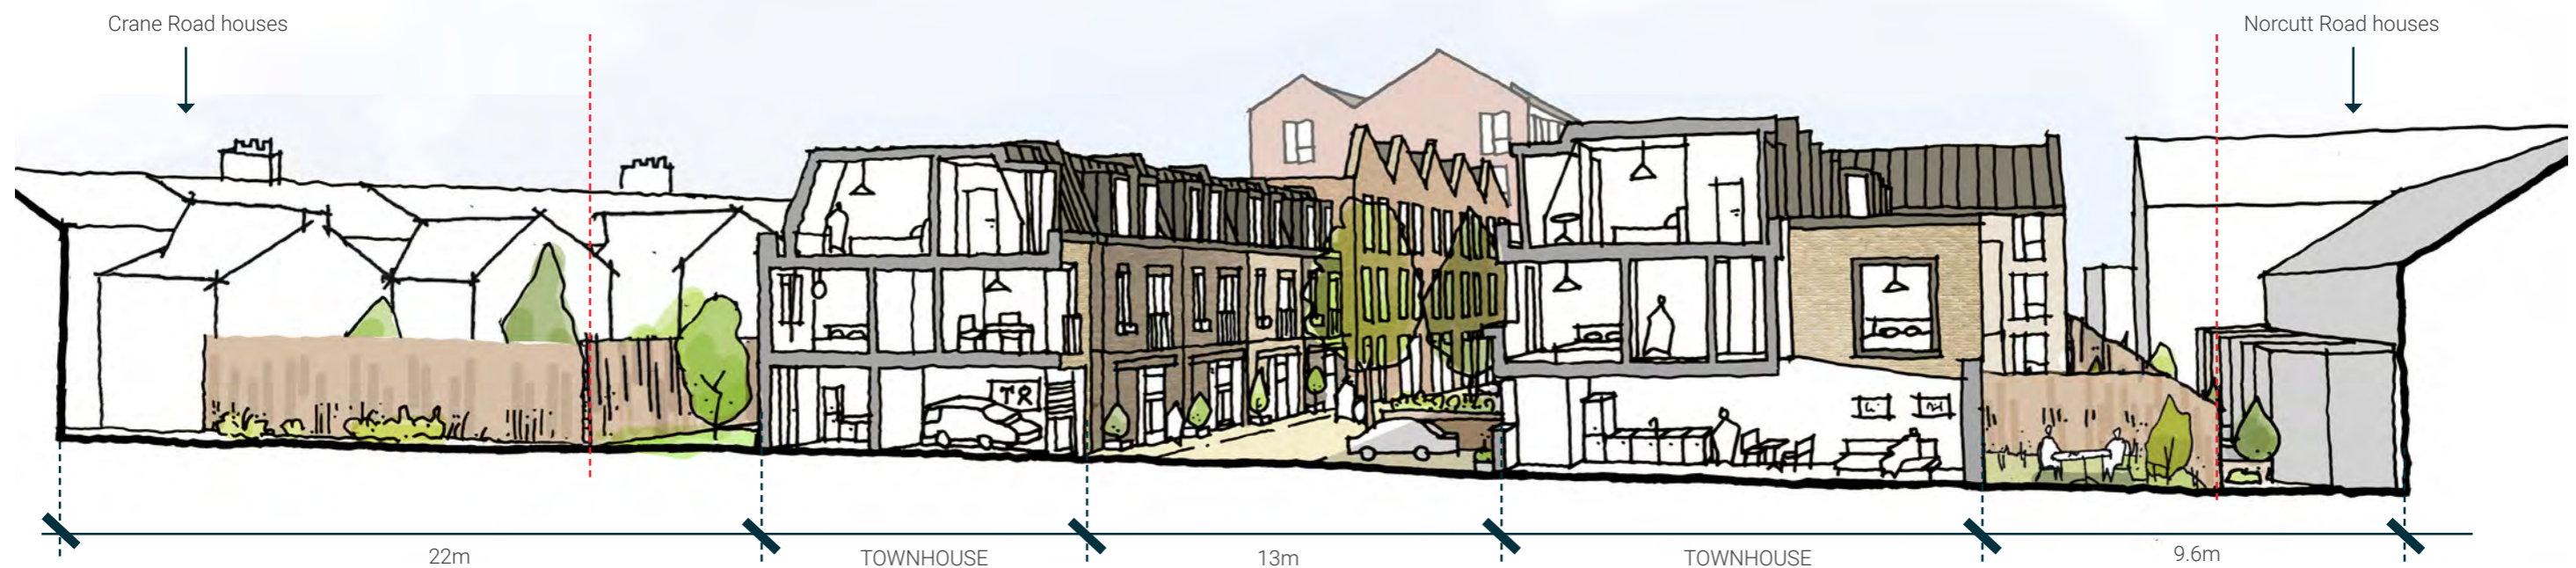 Crane Road houses
Norcutt Road houses
TR
22m
TOWNHOUSE
13m
TOWNHOUSE
9.6m